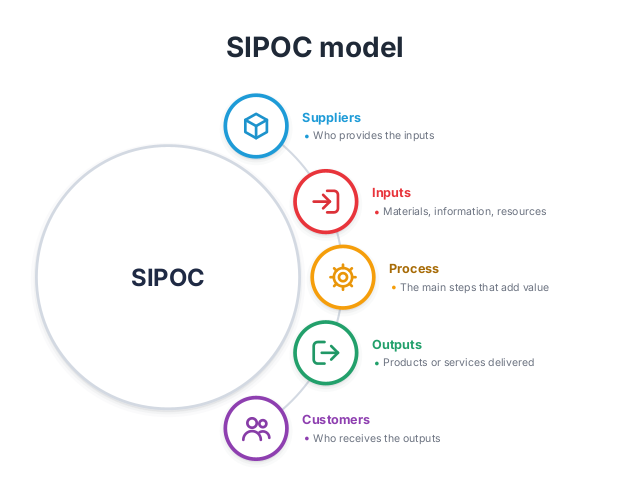 SIPOC model
SIPOC
Suppliers
• Who provides the inputs
Inputs
• Materials, information, resources
Process
• The main steps that add value
Outputs
• Products or services delivered
Customers
• Who receives the outputs